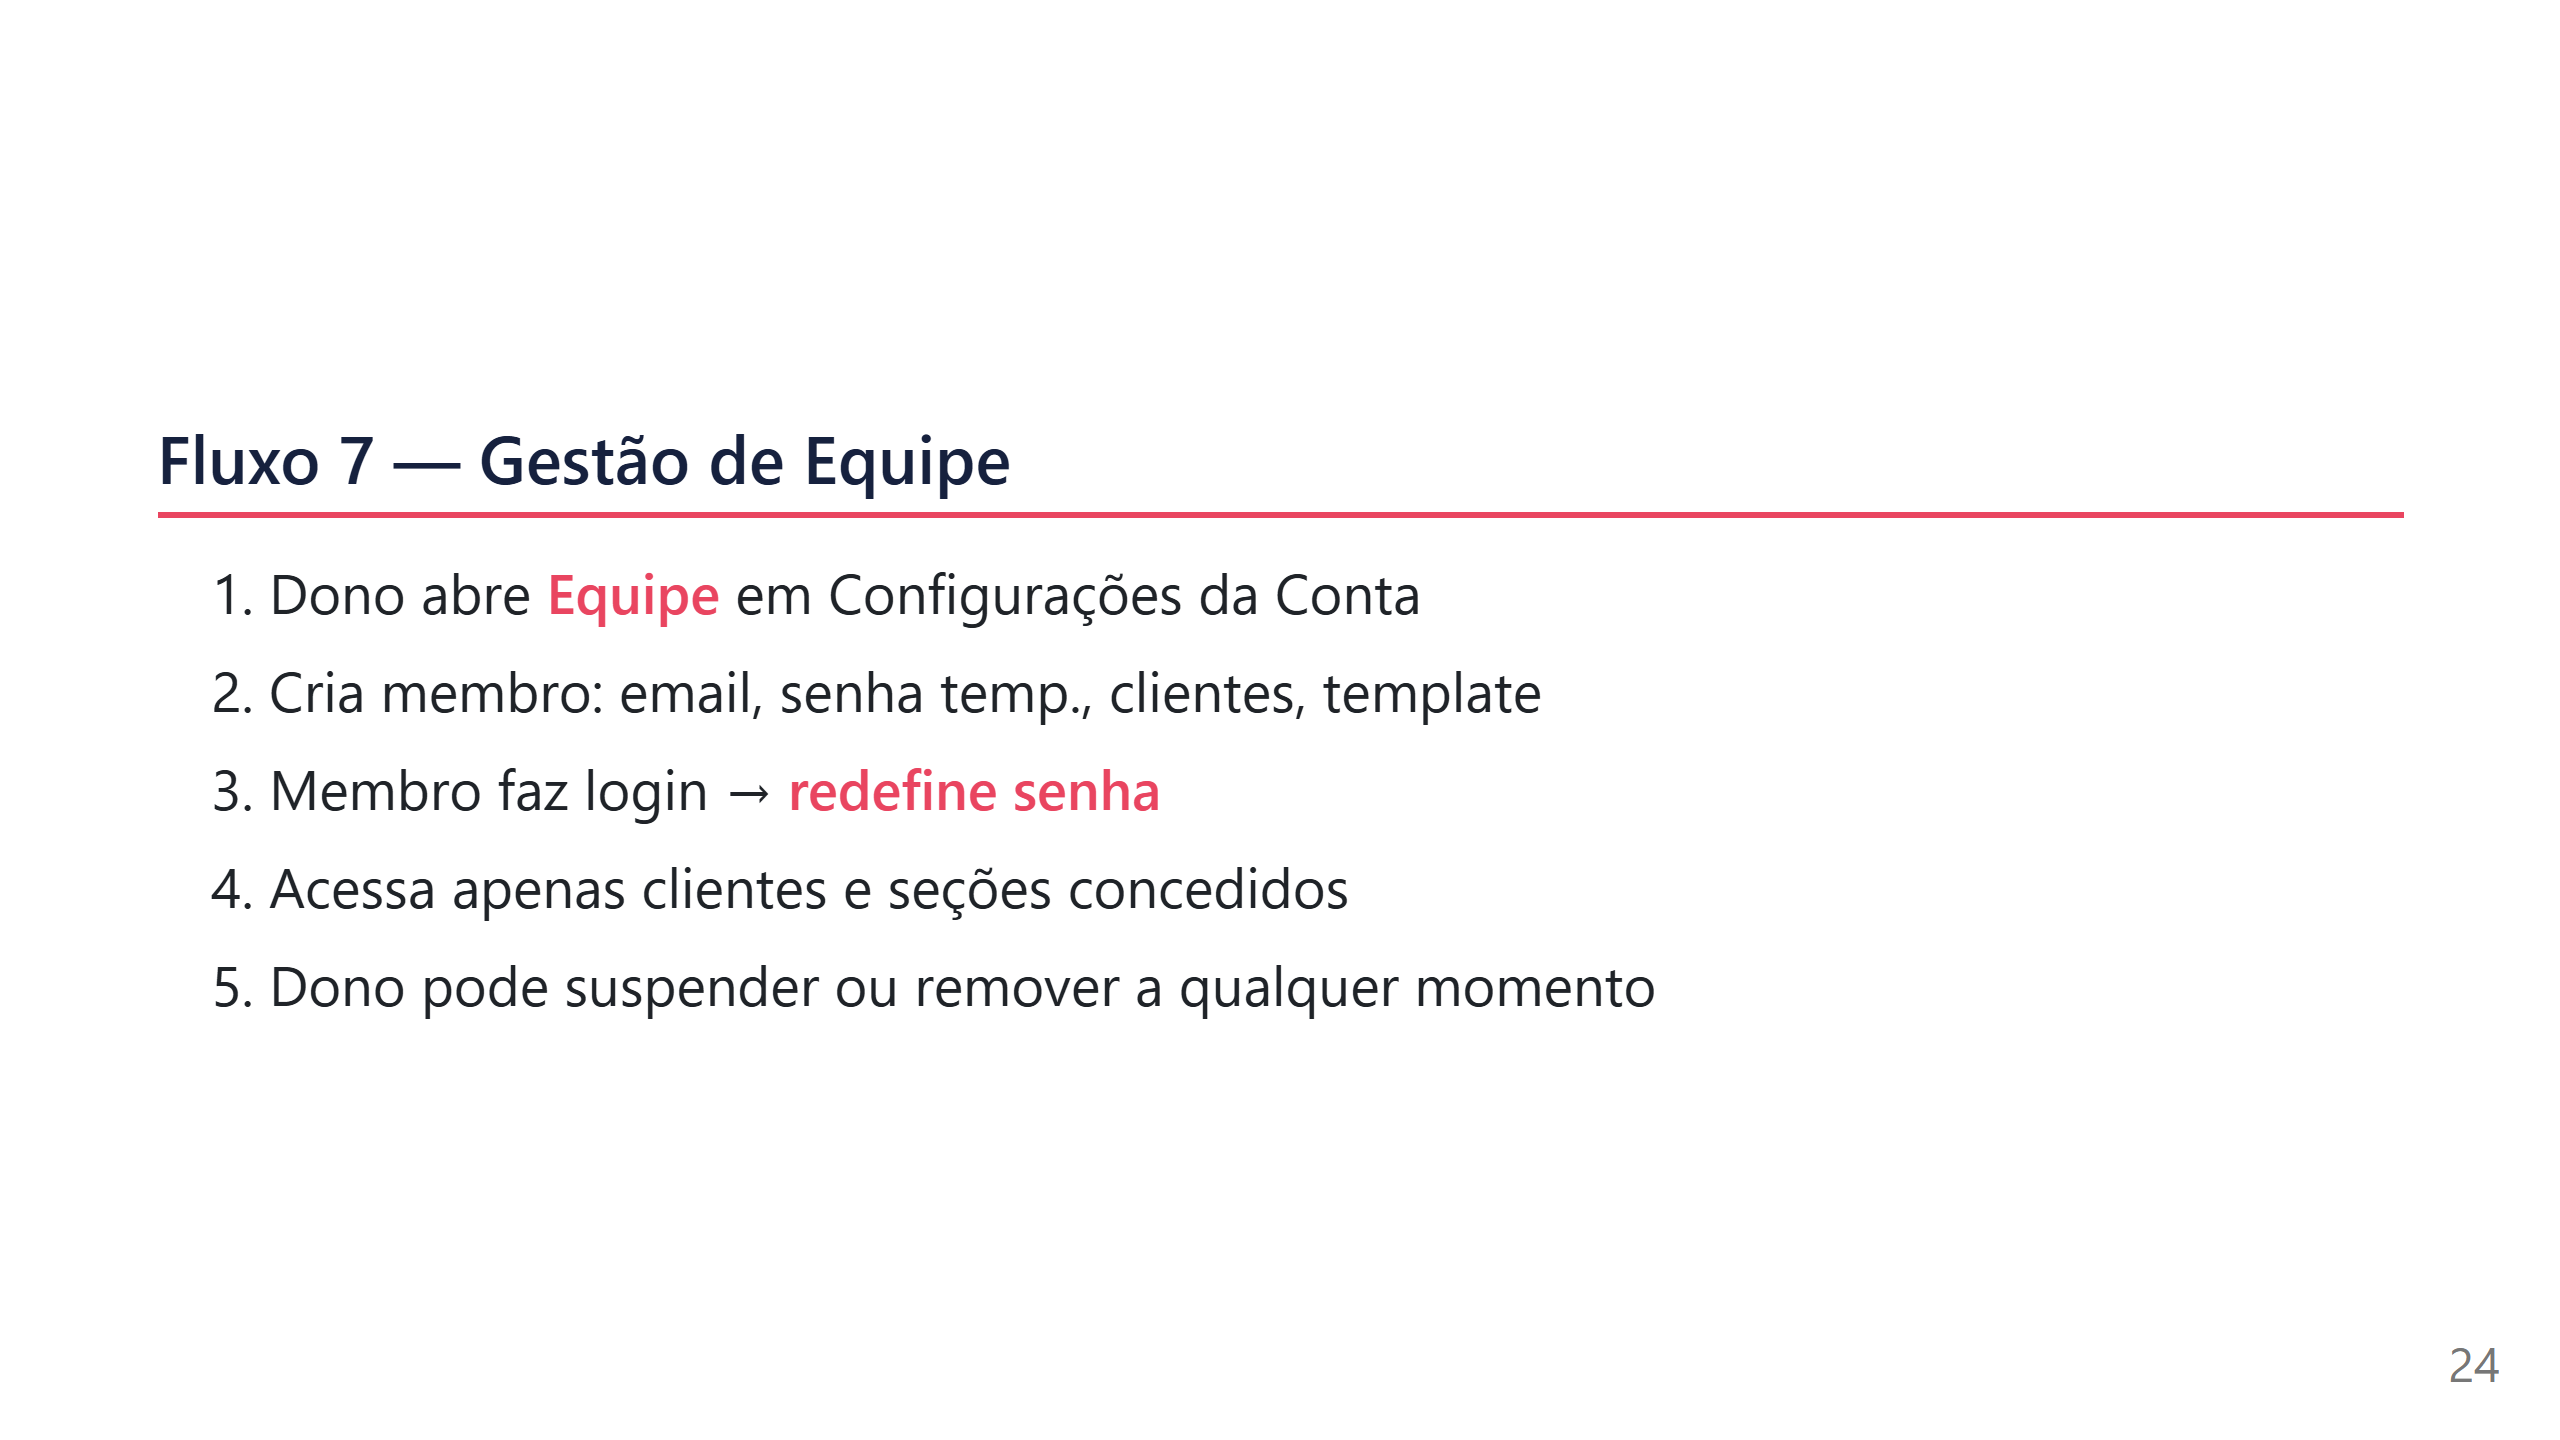 Fluxo 7 — Gestão de Equipe
1. Dono abre Equipe em Configurações da Conta
2. Cria membro: email, senha temp., clientes, template
3. Membro faz login → redefine senha
4. Acessa apenas clientes e seções concedidos
5. Dono pode suspender ou remover a qualquer momento
24